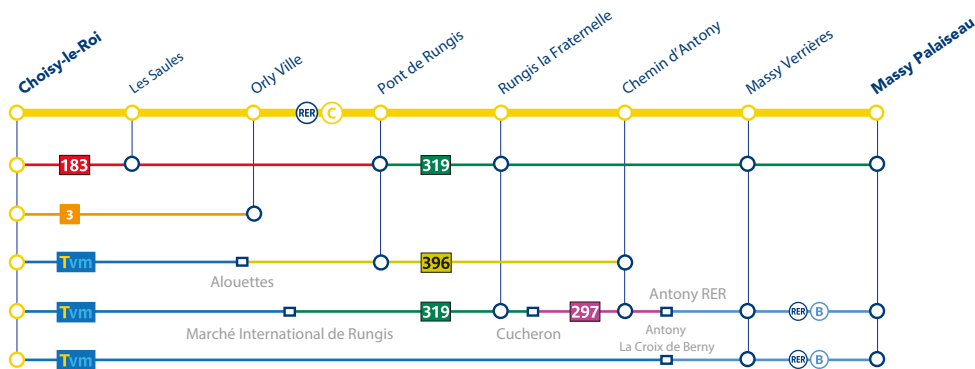 Choisy-le-Roi
Les Saules
Orly Ville
Pont de Rungis
Rungis la Fraternelle
Chemin d'Antony
Massy Verrières
Massy Palaiseau
RER C
183
319
3
Tvm
396
Alouettes
Tvm
319
297
Antony RER
RER B
Marché International de Rungis
Cucheron
Antony
La Croix de Berny
Tvm
RER B